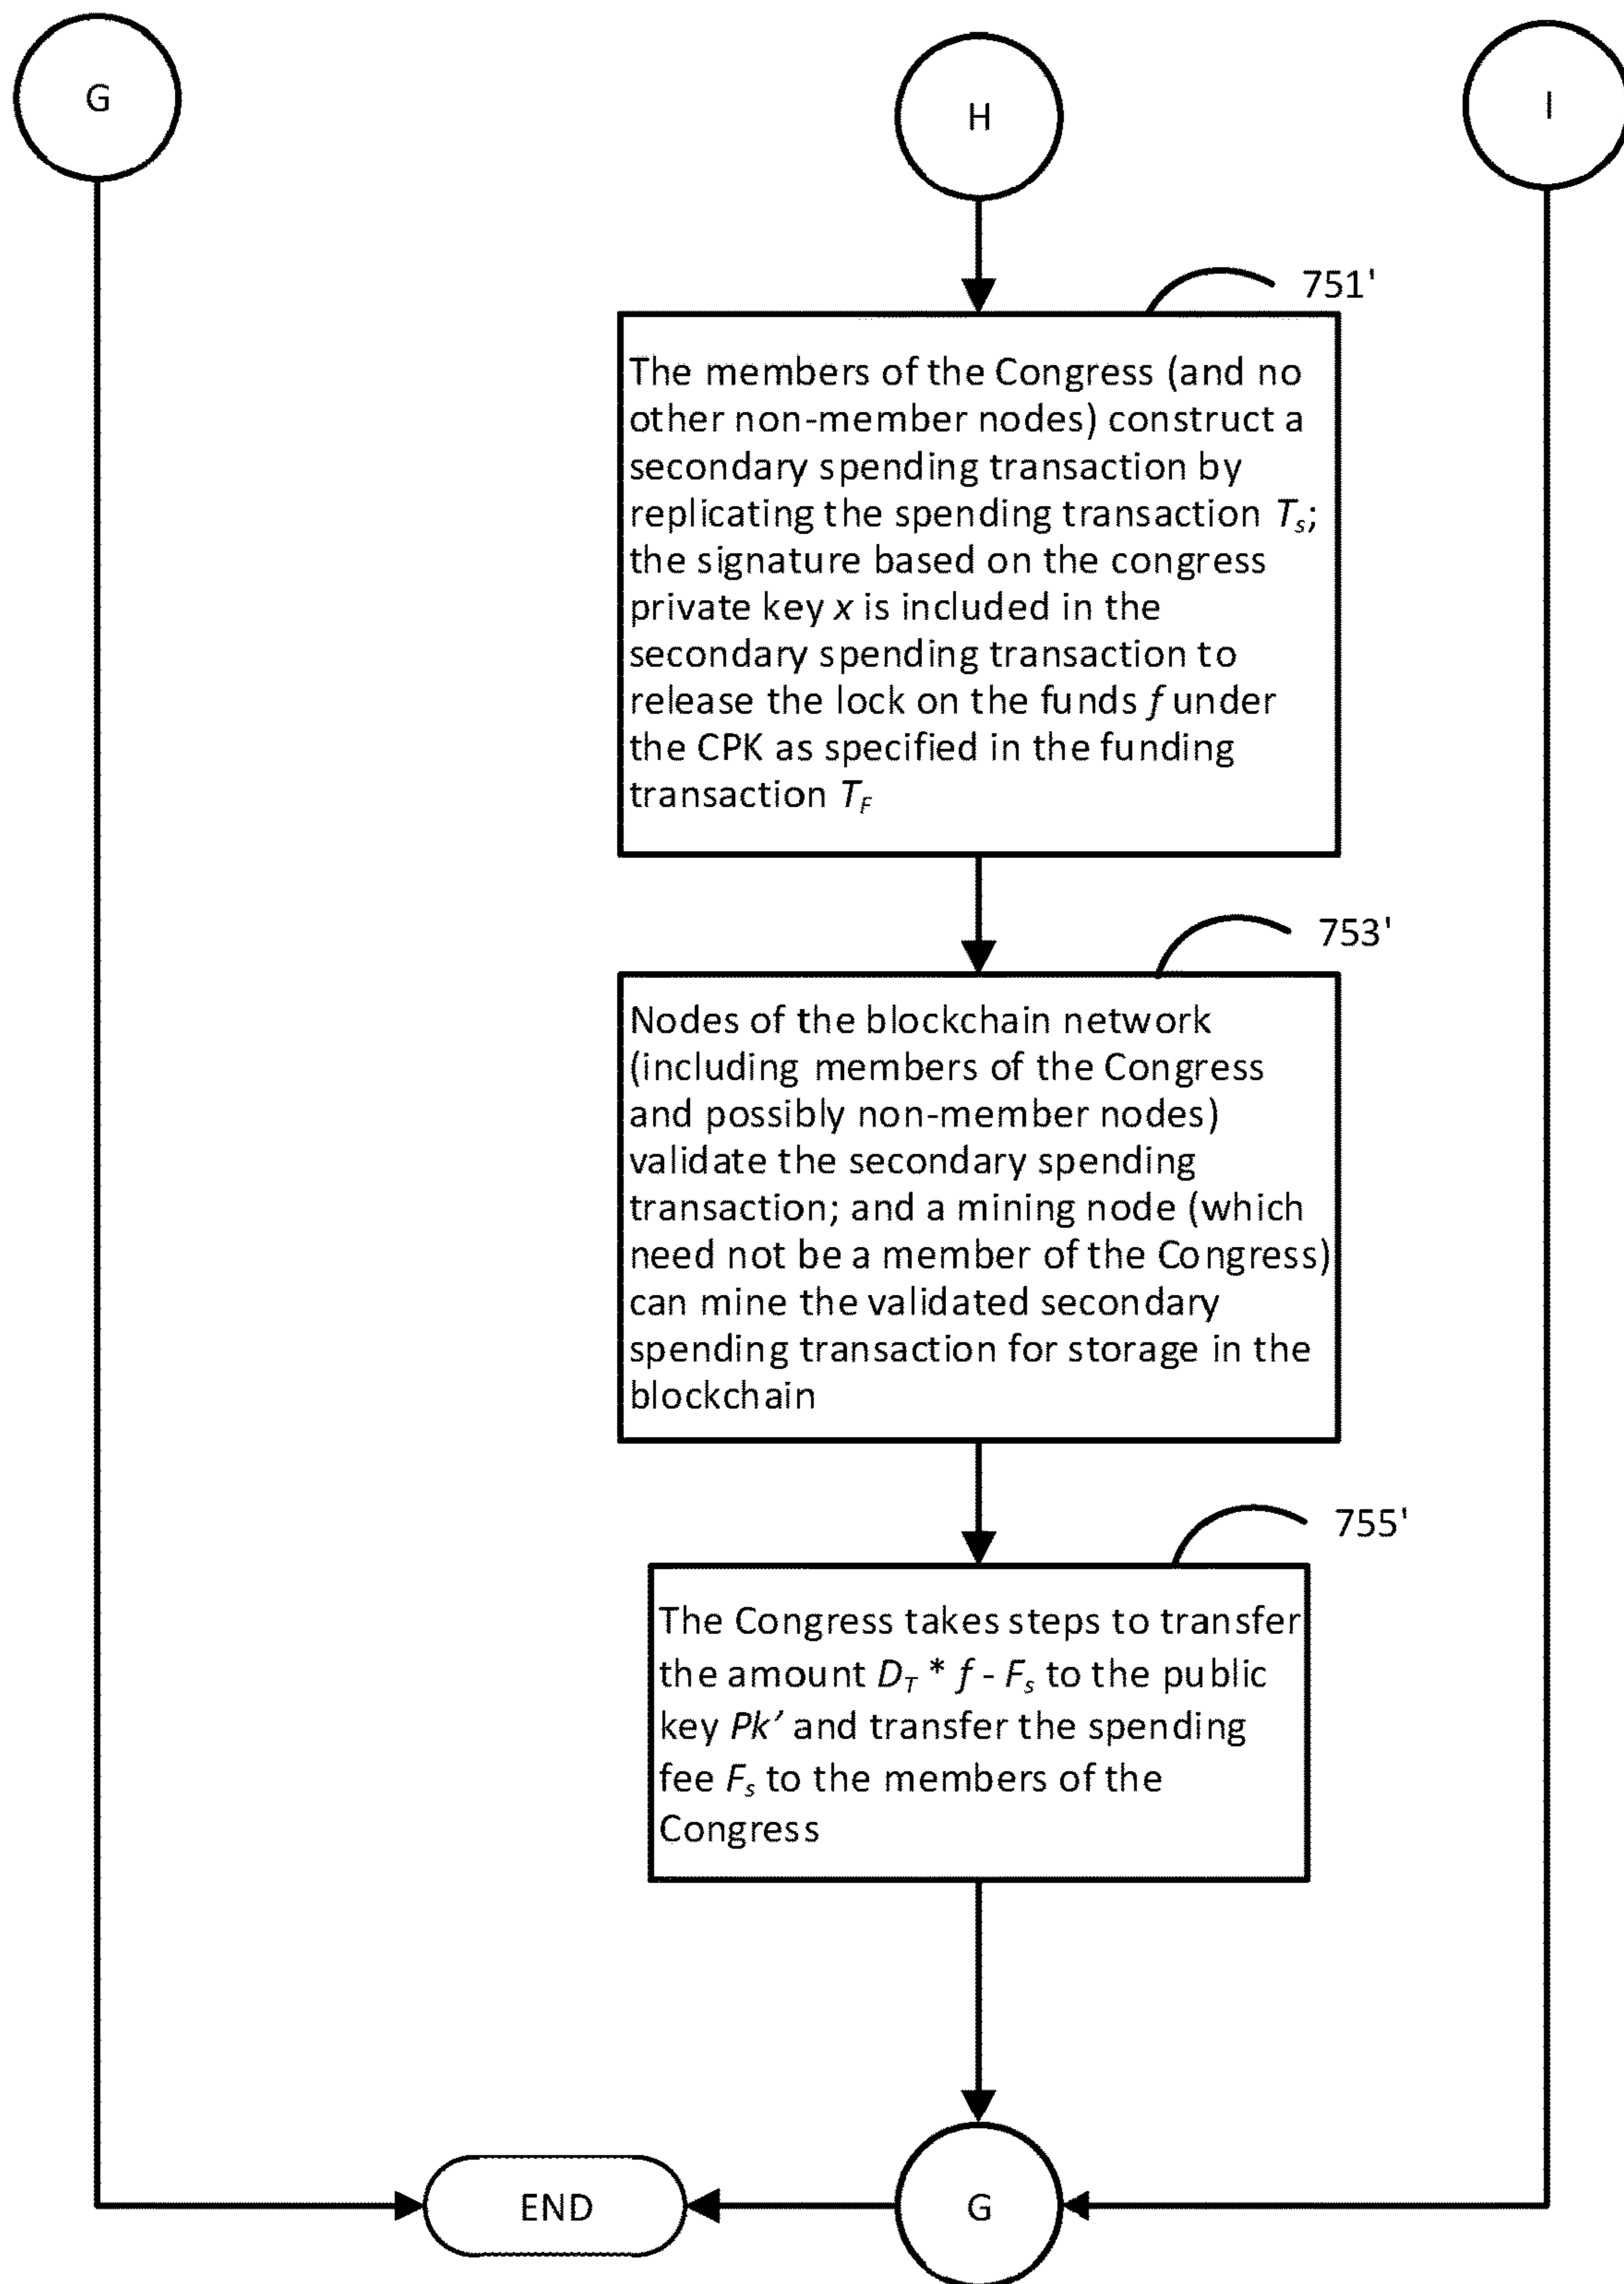 G
H
I
751'
The members of the Congress (and no
other non-member nodes) construct a
secondary spending transaction by
replicating the spending transaction Ts;
the signature based on the congress
private key x is included in the
secondary spending transaction to
release the lock on the funds f under
the CPK as specified in the funding
transaction TF
753'
Nodes of the blockchain network
(including members of the Congress
and possibly non-member nodes)
validate the secondary spending
transaction; and a mining node (which
need not be a member of the Congress)
can mine the validated secondary
spending transaction for storage in the
blockchain
755'
The Congress takes steps to transfer
the amount DT * f - Fs to the public
key Pk’ and transfer the spending
fee Fs to the members of the
Congress
END
G